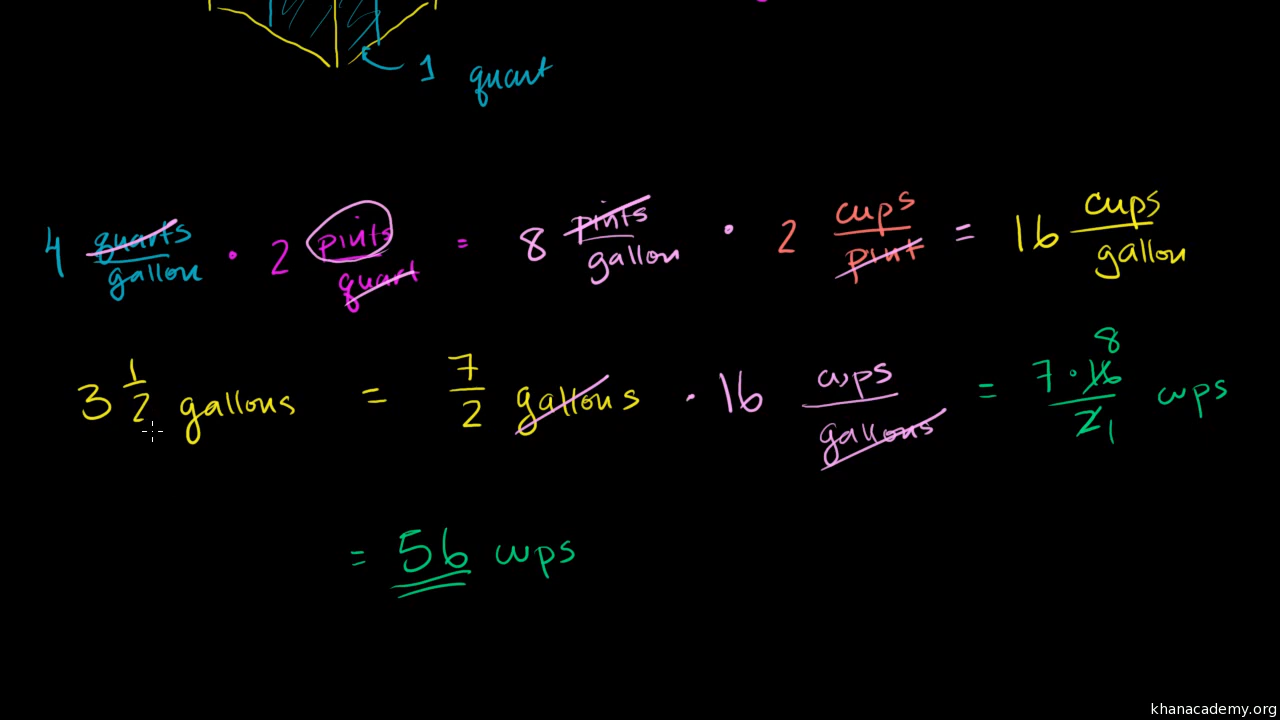 1 quart
4 quarts/gallon · 2 pints/quart = 8 pints/gallon · 2 cups/pint = 16 cups/gallon
3 1/2 gallons = 7/2 gallons · 16 cups/gallons = 7 · 16 8/2 1 cups
= 56 cups
khanacademy.org